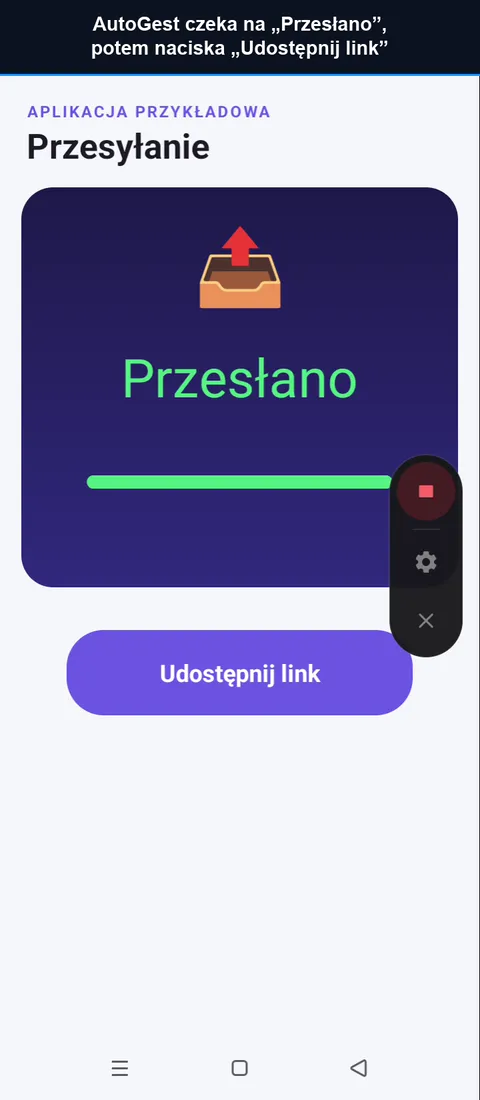 AutoGest czeka na „Przesłano”,
potem naciska „Udostępnij link”
APLIKACJA PRZYKŁADOWA
Przesyłanie
Przesłano
Udostępnij link